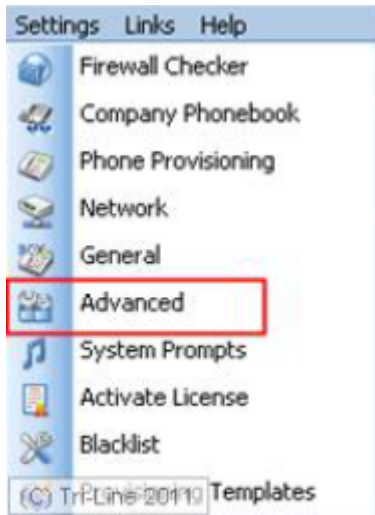 Settings Links Help
Firewall Checker
Company Phonebook
Phone Provisioning
Network
General
Advanced
System Prompts
Activate License
Blacklist
Provisioning Templates
(C) Tri-Line 2011